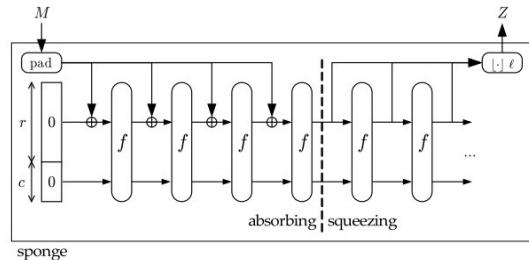 M
Z
pad
⌊·⌋ ℓ
r
0
⊕ ⊕ ⊕ ⊕
f f f f f f
...
c
0
absorbing squeezing
sponge